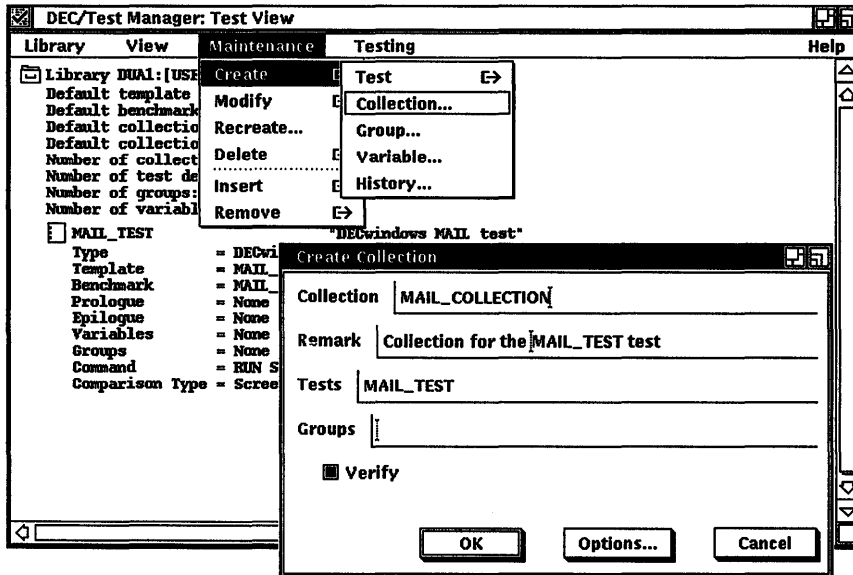 DEC/Test Manager: Test View
Library View Maintenance Testing Help
Library DUA1:[USE
Default template
Default benchmark
Default collectio
Default collectio
Number of collect
Number of test de
Number of groups:
Number of variabl
Create
Modify
Recreate...
Delete
Insert
Remove
Test
Collection...
Group...
Variable...
History...
MAIL_TEST "DECwindows MAIL test"
Type = DECwi
Template = MAIL_
Benchmark = MAIL_
Prologue = None
Epilogue = None
Variables = None
Groups = None
Command = RUN S
Comparison Type = Scree
Create Collection
Collection MAIL_COLLECTION
Remark Collection for the MAIL_TEST test
Tests MAIL_TEST
Groups
Verify
OK Options... Cancel